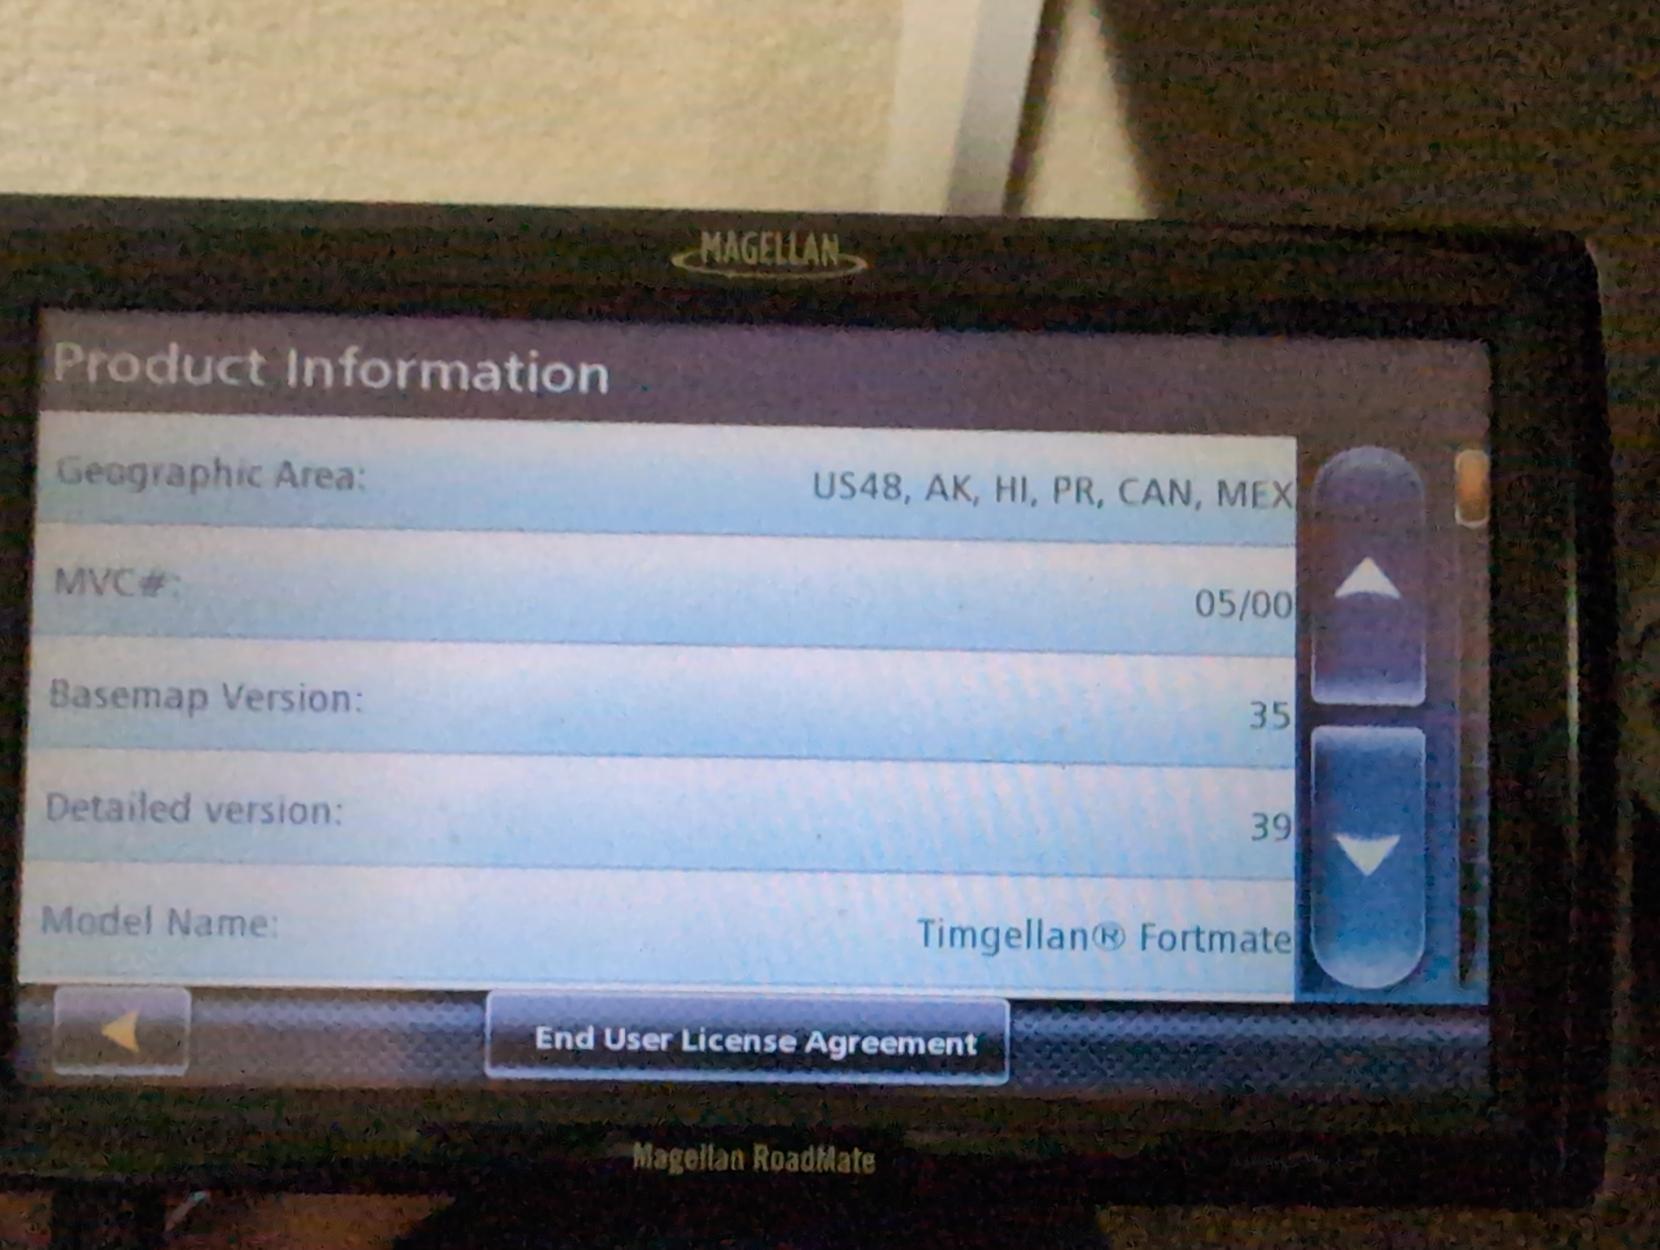 MAGELLAN
Product Information
Geographic Area: US48, AK, HI, PR, CAN, MEX
MVC#: 05/00
Basemap Version: 35
Detailed version: 39
Model Name: Timgellan® Fortmate
End User License Agreement
Magellan RoadMate